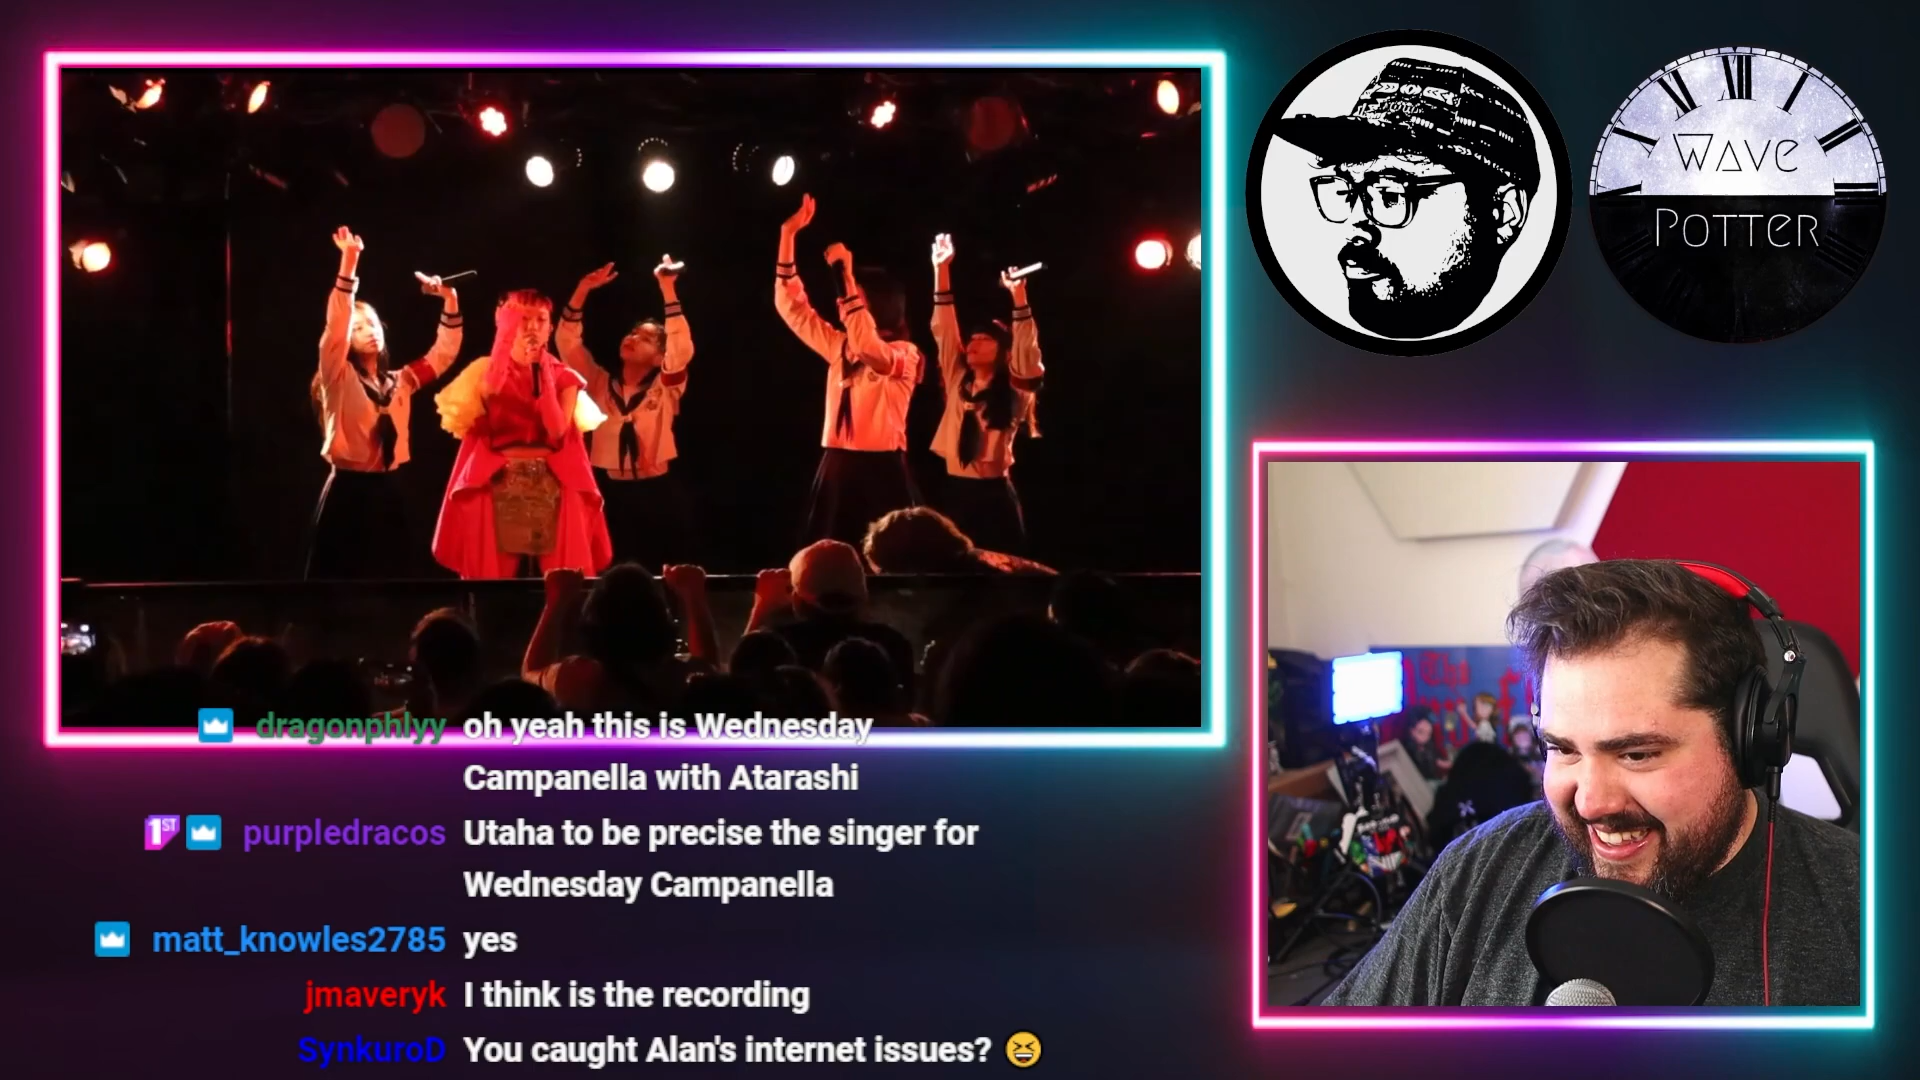 WAVE
POTTER
dragonphlyy oh yeah this is Wednesday
Campanella with Atarashi
1ST purpledracos Utaha to be precise the singer for
Wednesday Campanella
matt_knowles2785 yes
jmaveryk I think is the recording
SynkuroD You caught Alan's internet issues? 😆